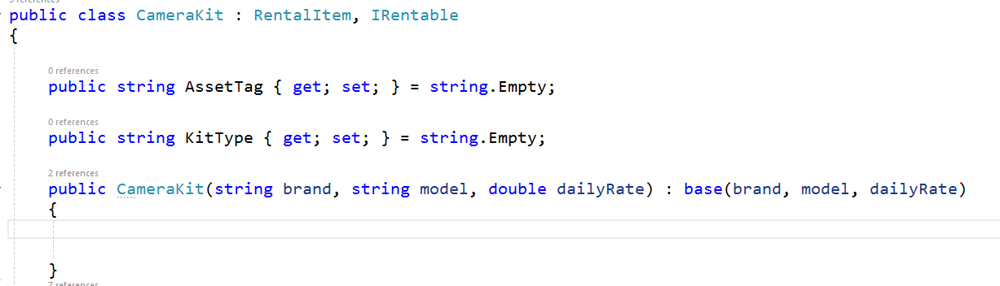 public class CameraKit : RentalItem, IRentable
{
0 references
public string AssetTag { get; set; } = string.Empty;
0 references
public string KitType { get; set; } = string.Empty;
2 references
public CameraKit(string brand, string model, double dailyRate) : base(brand, model, dailyRate)
{
}
7 references